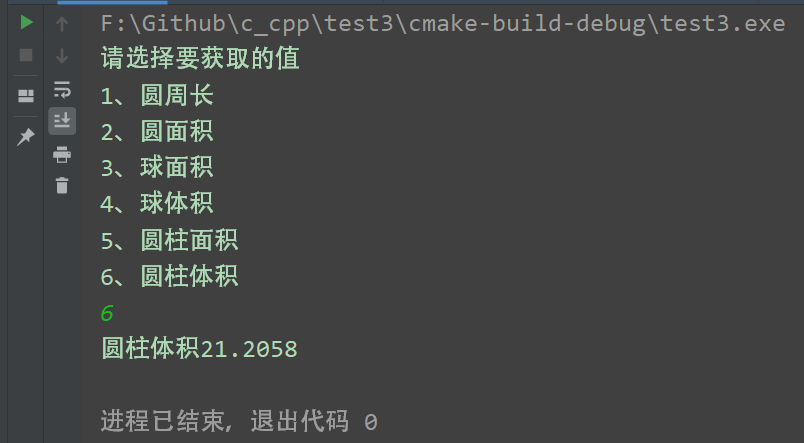 F:\Github\c_cpp\test3\cmake-build-debug\test3.exe
请选择要获取的值
1、圆周长
2、圆面积
3、球面积
4、球体积
5、圆柱面积
6、圆柱体积
6
圆柱体积21.2058
进程已结束, 退出代码 0